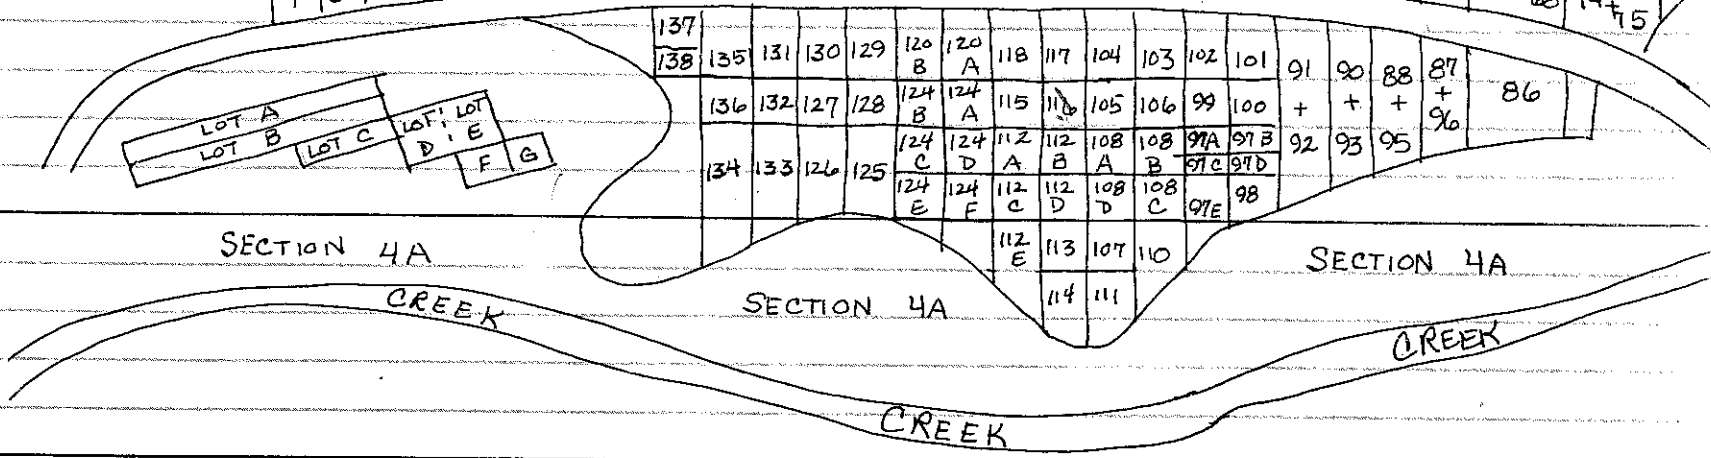 75
137
138 135 131 130 129 120 B 120 A 118 117 104 103 102 101 91 + 92 90 + 93 88 + 95 87 + 96 86
136 132 127 128 124 B 124 A 115 105 106 99 100
LOT A
LOT B
LOT C
LOT D
LOT E
F G
134 133 126 125 124 C 124 D 112 A 112 B 108 A 108 B 97A 97B
97C 97D
124 E 124 F 112 C 112 D 108 D 108 C 97E 98
112 E 113 107 110
114 111
SECTION 4A
SECTION 4A
SECTION 4A
CREEK
CREEK
CREEK